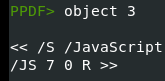 PPDF> object 3
<< /S /JavaScript
/JS 7 0 R >>